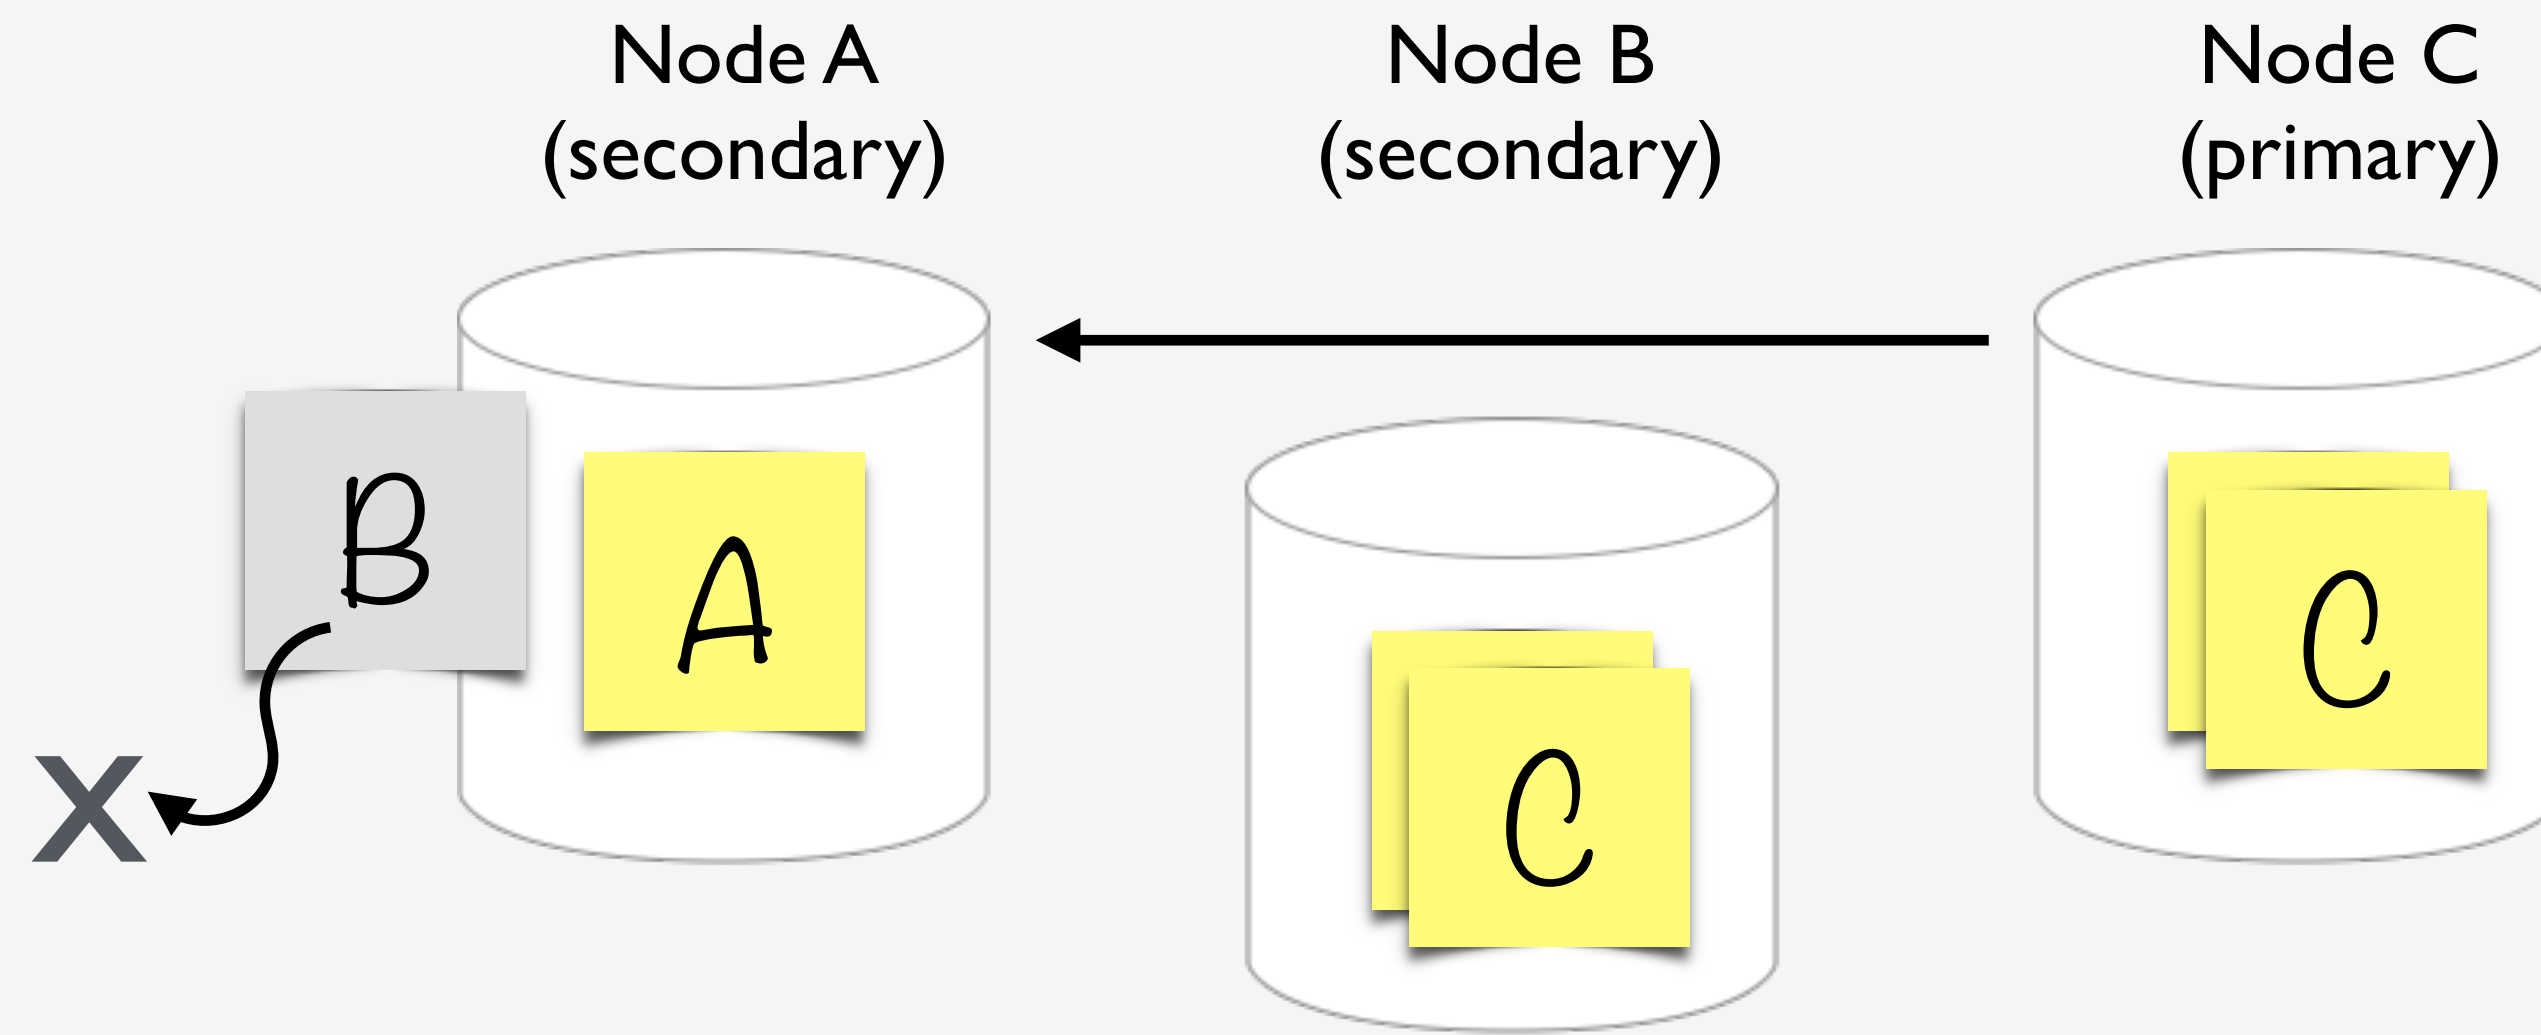 Node A
(secondary)
Node B
(secondary)
Node C
(primary)
B
A
C
C
X